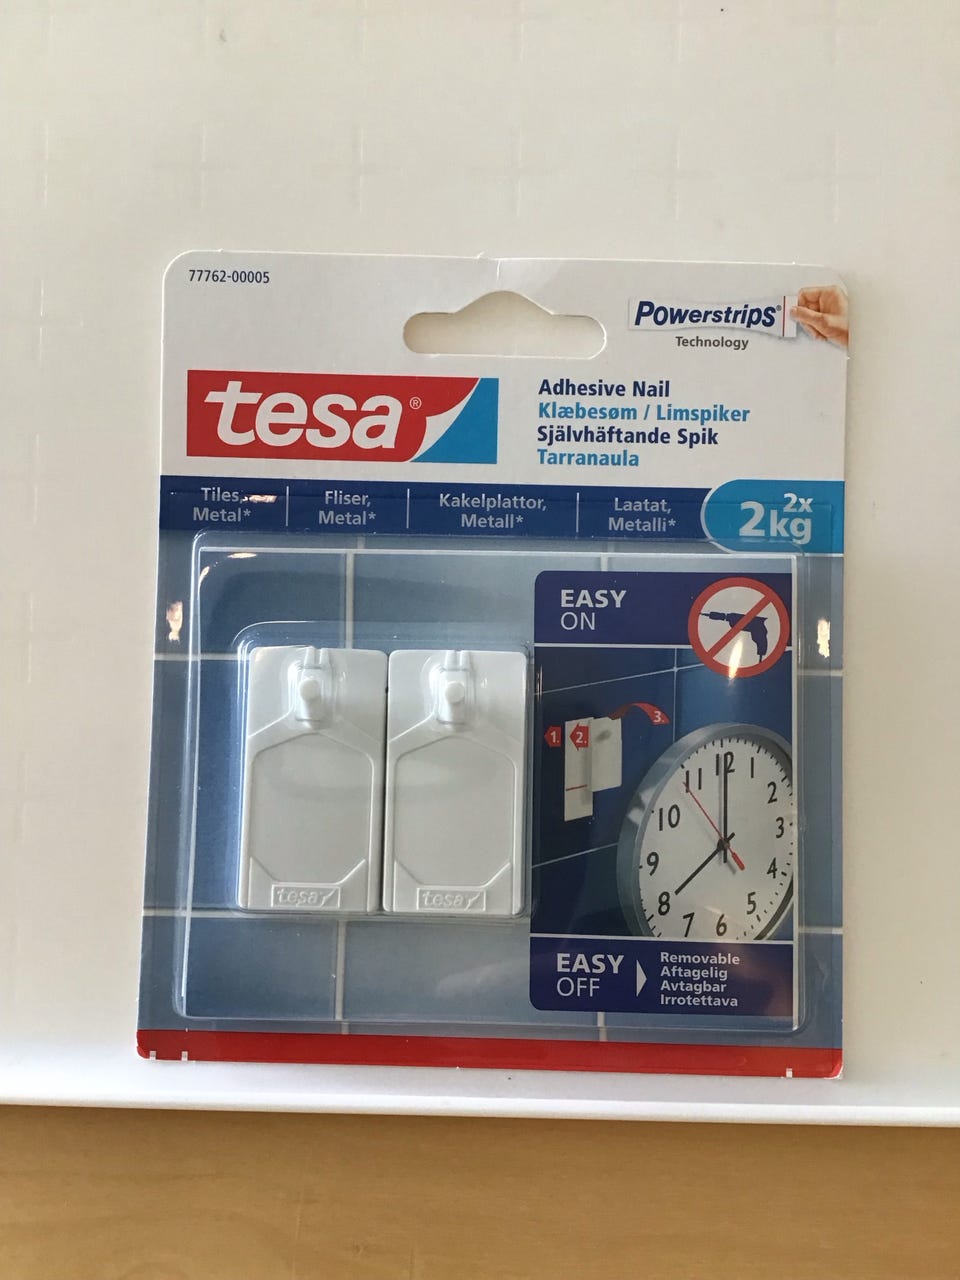 77762-00005
Powerstrips®
Technology
tesa®
Adhesive Nail
Klæbesøm / Limspiker
Självhäftande Spik
Tarranaula
Tiles,
Metal*
Fliser,
Metal*
Kakelplattor,
Metall*
Laatat,
Metalli*
2x
2kg
EASY
ON
1.
2.
3.
12
11
1
10
2
9
3
8
4
7
6
5
tesa
tesa
EASY
OFF
Removable
Aftagelig
Avtagbar
Irrotettava